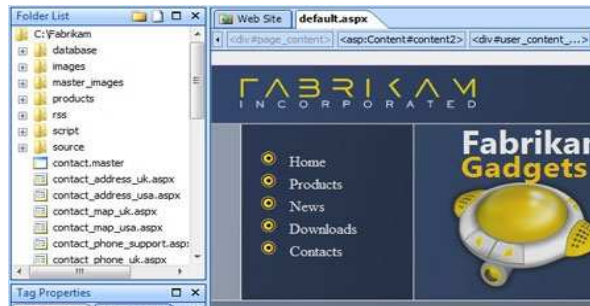 Folder List
C:\Fabrikam
database
images
master_images
products
rss
script
source
contact.master
contact_address_uk.aspx
contact_address_usa.aspx
contact_map_uk.aspx
contact_map_usa.aspx
contact_phone_support.asp
contact_phone_uk.aspx
Tag Properties
Web Site default.aspx
<div#page_content> <asp:Content#content2> <div#user_content_...>
FABRIKAM
INCORPORATED
Home
Products
News
Downloads
Contacts
Fabrikam
Gadgets